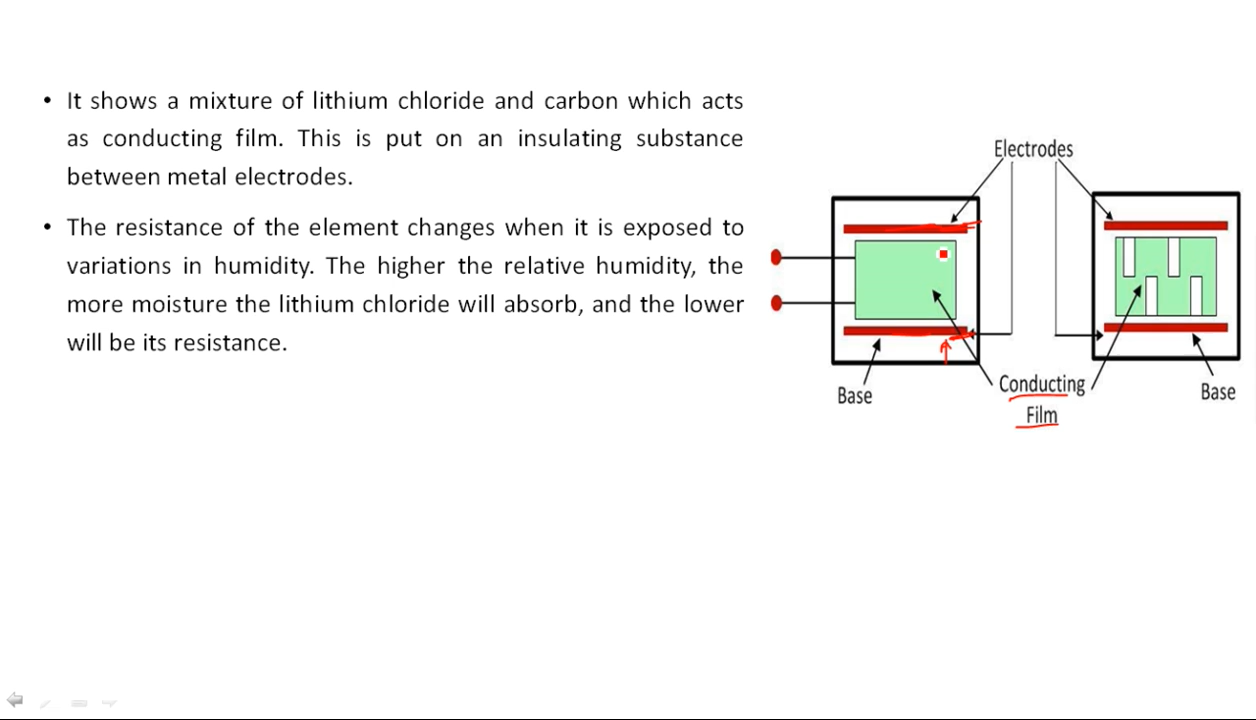 • It shows a mixture of lithium chloride and carbon which acts
as conducting film. This is put on an insulating substance
between metal electrodes.
• The resistance of the element changes when it is exposed to
variations in humidity. The higher the relative humidity, the
more moisture the lithium chloride will absorb, and the lower
will be its resistance.
Electrodes
Base
Conducting
Film
Base